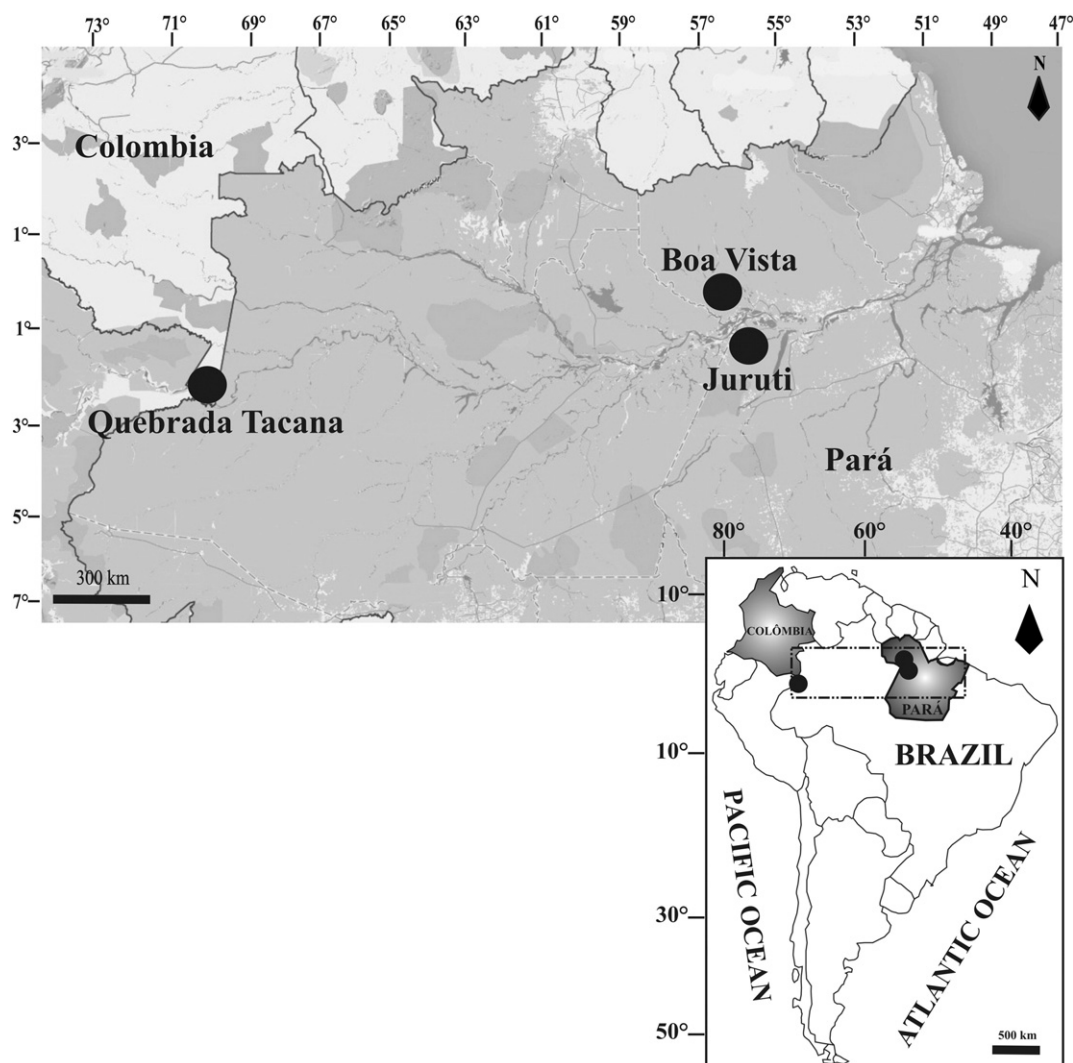 73° 71° 69° 67° 65° 63° 61° 59° 57° 55° 53° 51° 49° 47°
N
3°
Colombia
1°
Boa Vista
1°
Juruti
Quebrada Tacana
3°
Pará
5°
80° 60° 40°
300 km
7°
10°
N
COLÔMBIA
PARÁ
10°
BRAZIL
PACIFIC OCEAN
ATLANTIC OCEAN
30°
50°
500 km